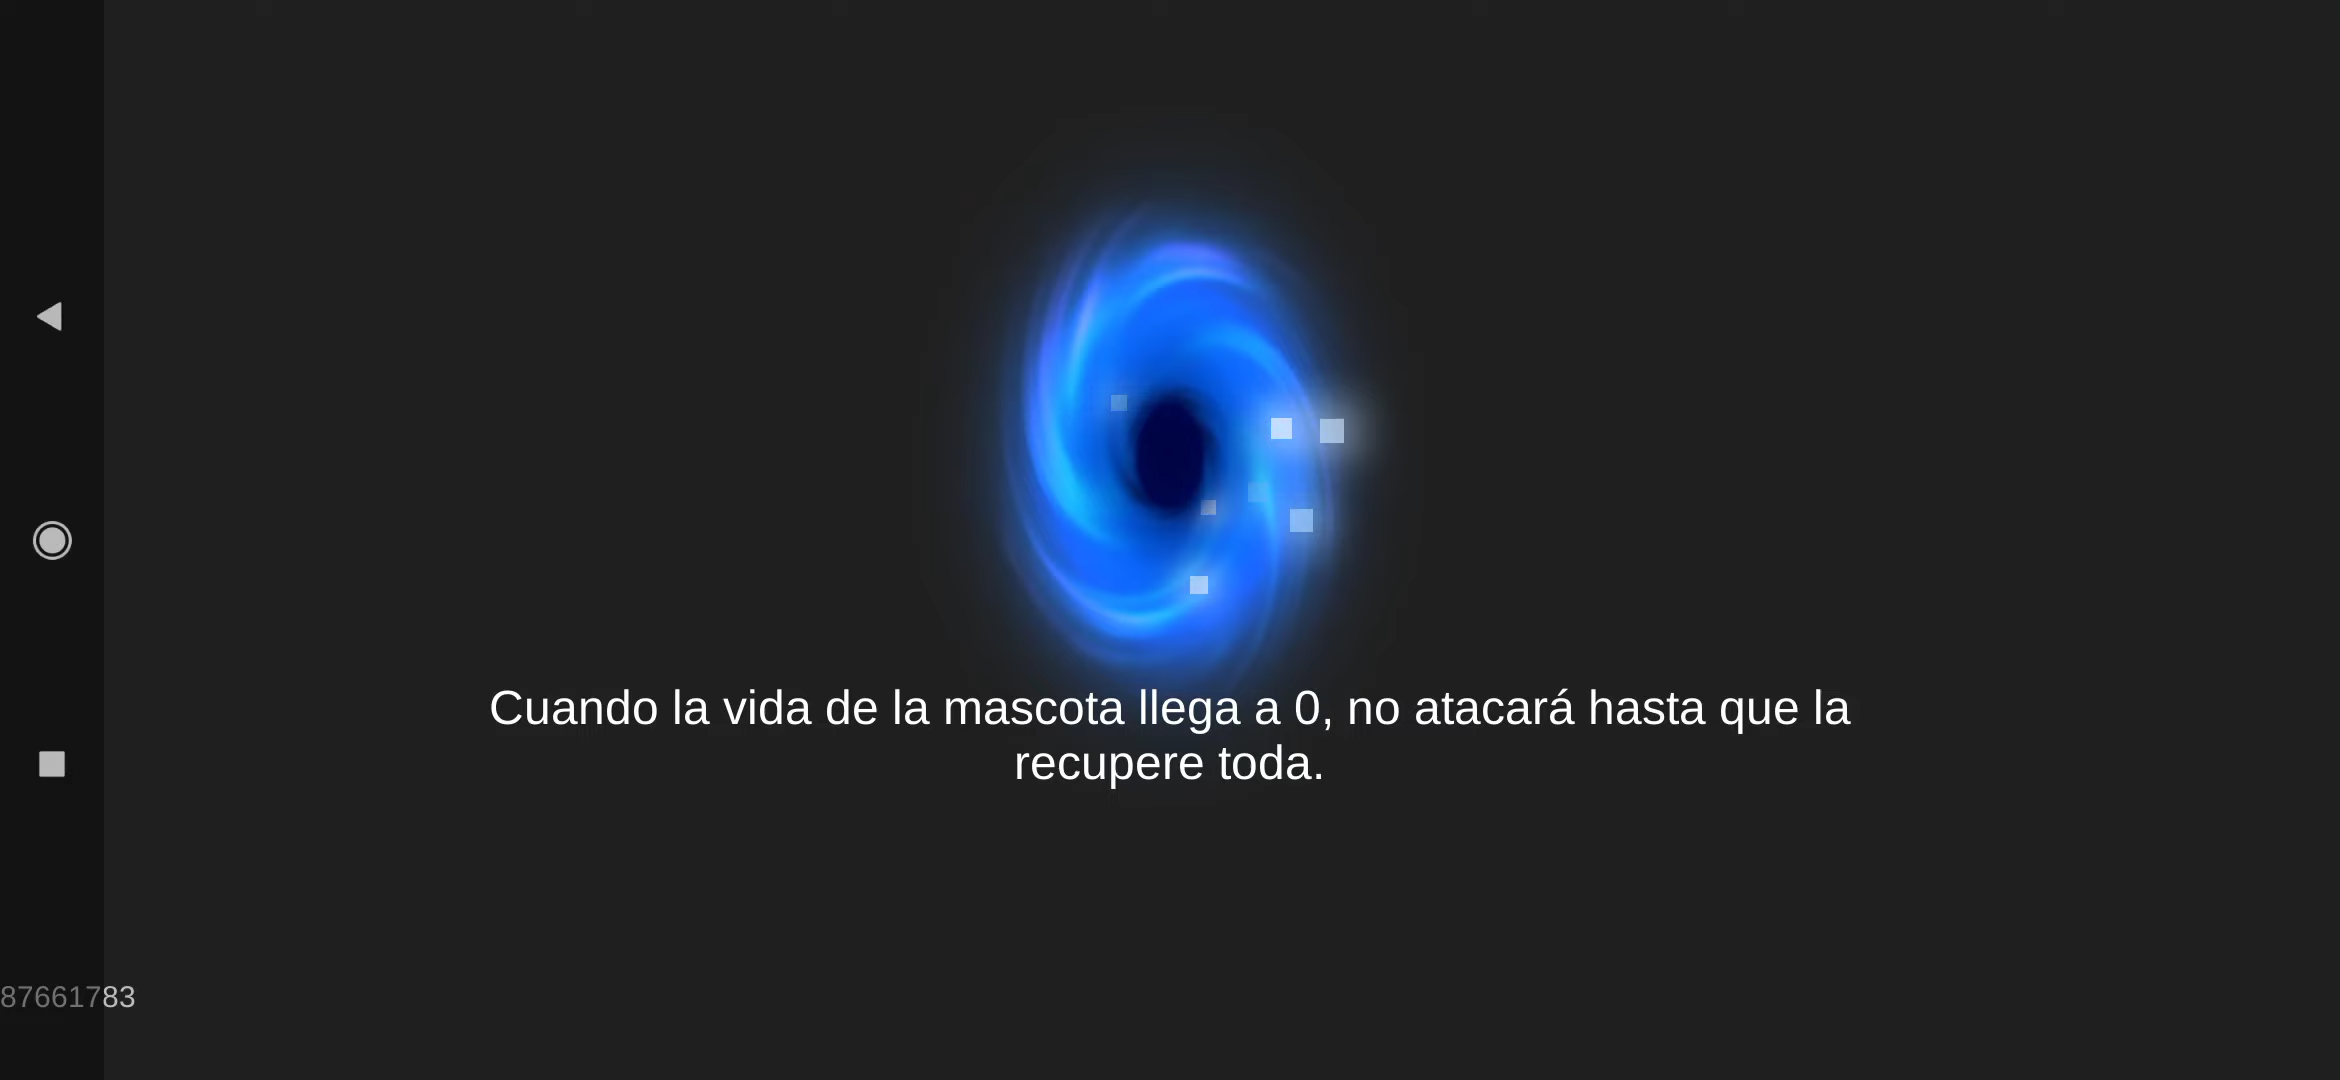 Cuando la vida de la mascota llega a 0, no atacará hasta que la
recupere toda.
87661783